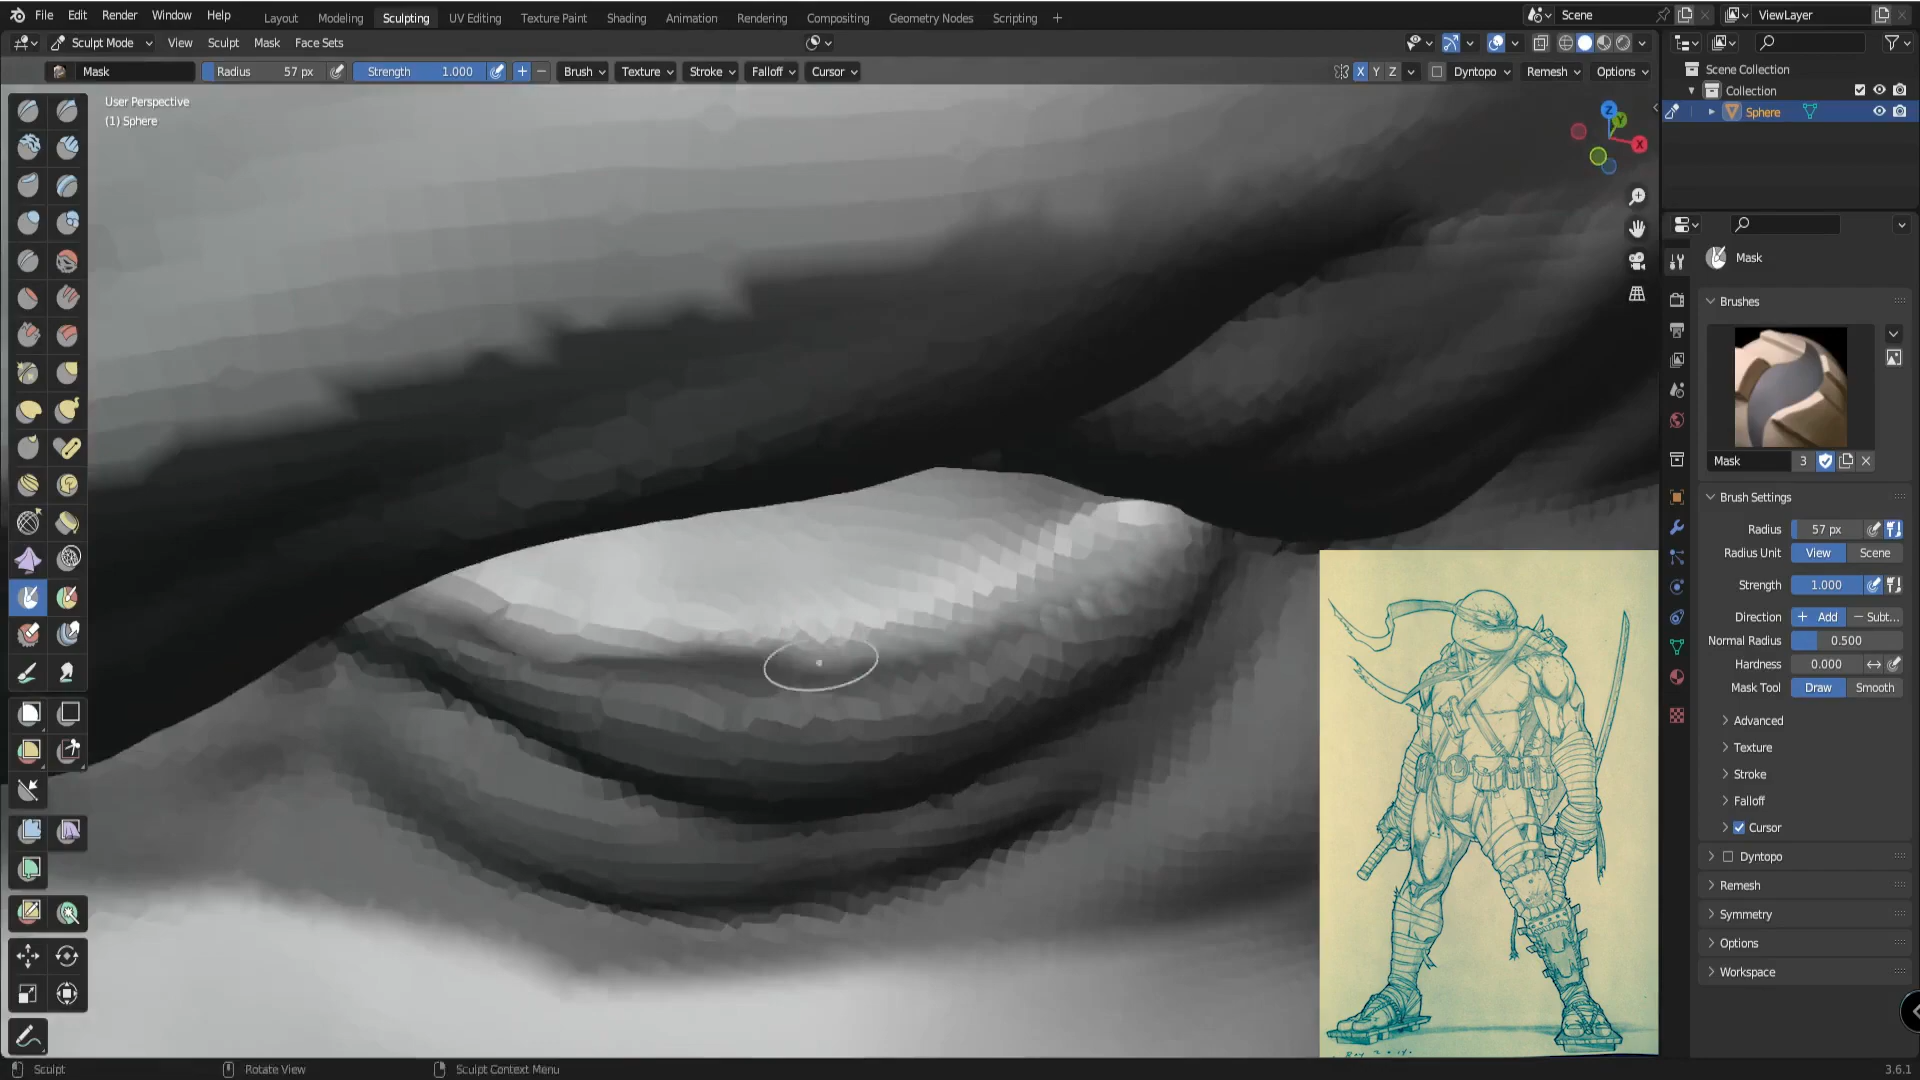 File Edit Render Window Help Layout Modeling Sculpting UV Editing Texture Paint Shading Animation Rendering Compositing Geometry Nodes Scripting + Scene ViewLayer
Sculpt Mode View Sculpt Mask Face Sets
Mask Radius 57 px Strength 1.000 Brush Texture Stroke Falloff Cursor X Y Z Dyntopo Remesh Options
User Perspective
(1) Sphere
Z
Y
X
Scene Collection
Collection
Sphere
Mask
Brushes
Mask 3
Brush Settings
Radius 57 px
Radius Unit View Scene
Strength 1.000
Direction + Add − Subt...
Normal Radius 0.500
Hardness 0.000
Mask Tool Draw Smooth
Advanced
Texture
Stroke
Falloff
Cursor
Dyntopo
Remesh
Symmetry
Options
Workspace
Sculpt Rotate View Sculpt Context Menu 3.6.1